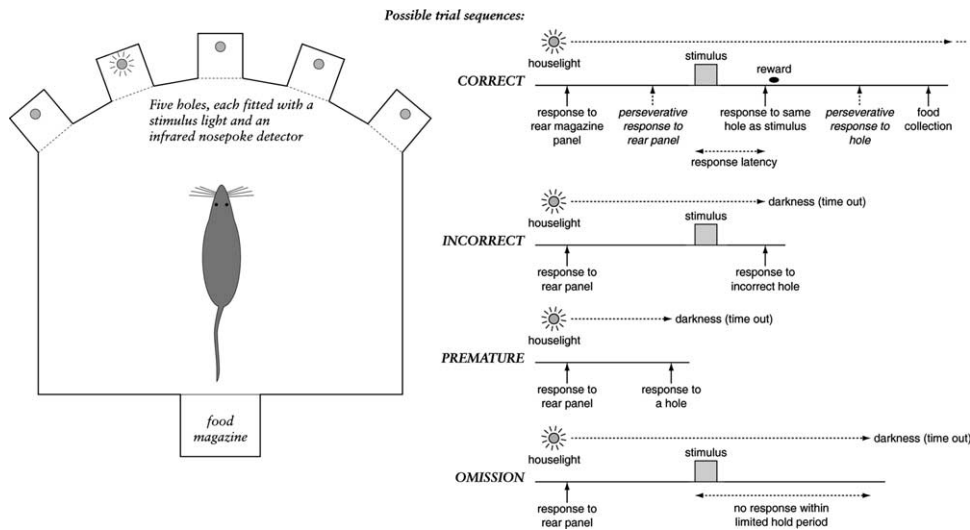 Possible trial sequences:
Five holes, each fitted with a
stimulus light and an
infrared nosepoke detector
food
magazine
houselight
stimulus
reward
CORRECT
response to
rear magazine
panel
perseverative
response to
rear panel
response to same
hole as stimulus
perseverative
response to
hole
food
collection
response latency
darkness (time out)
houselight
stimulus
INCORRECT
response to
rear panel
response to
incorrect hole
darkness (time out)
houselight
PREMATURE
response to
rear panel
response to
a hole
darkness (time out)
houselight
stimulus
OMISSION
response to
rear panel
no response within
limited hold period